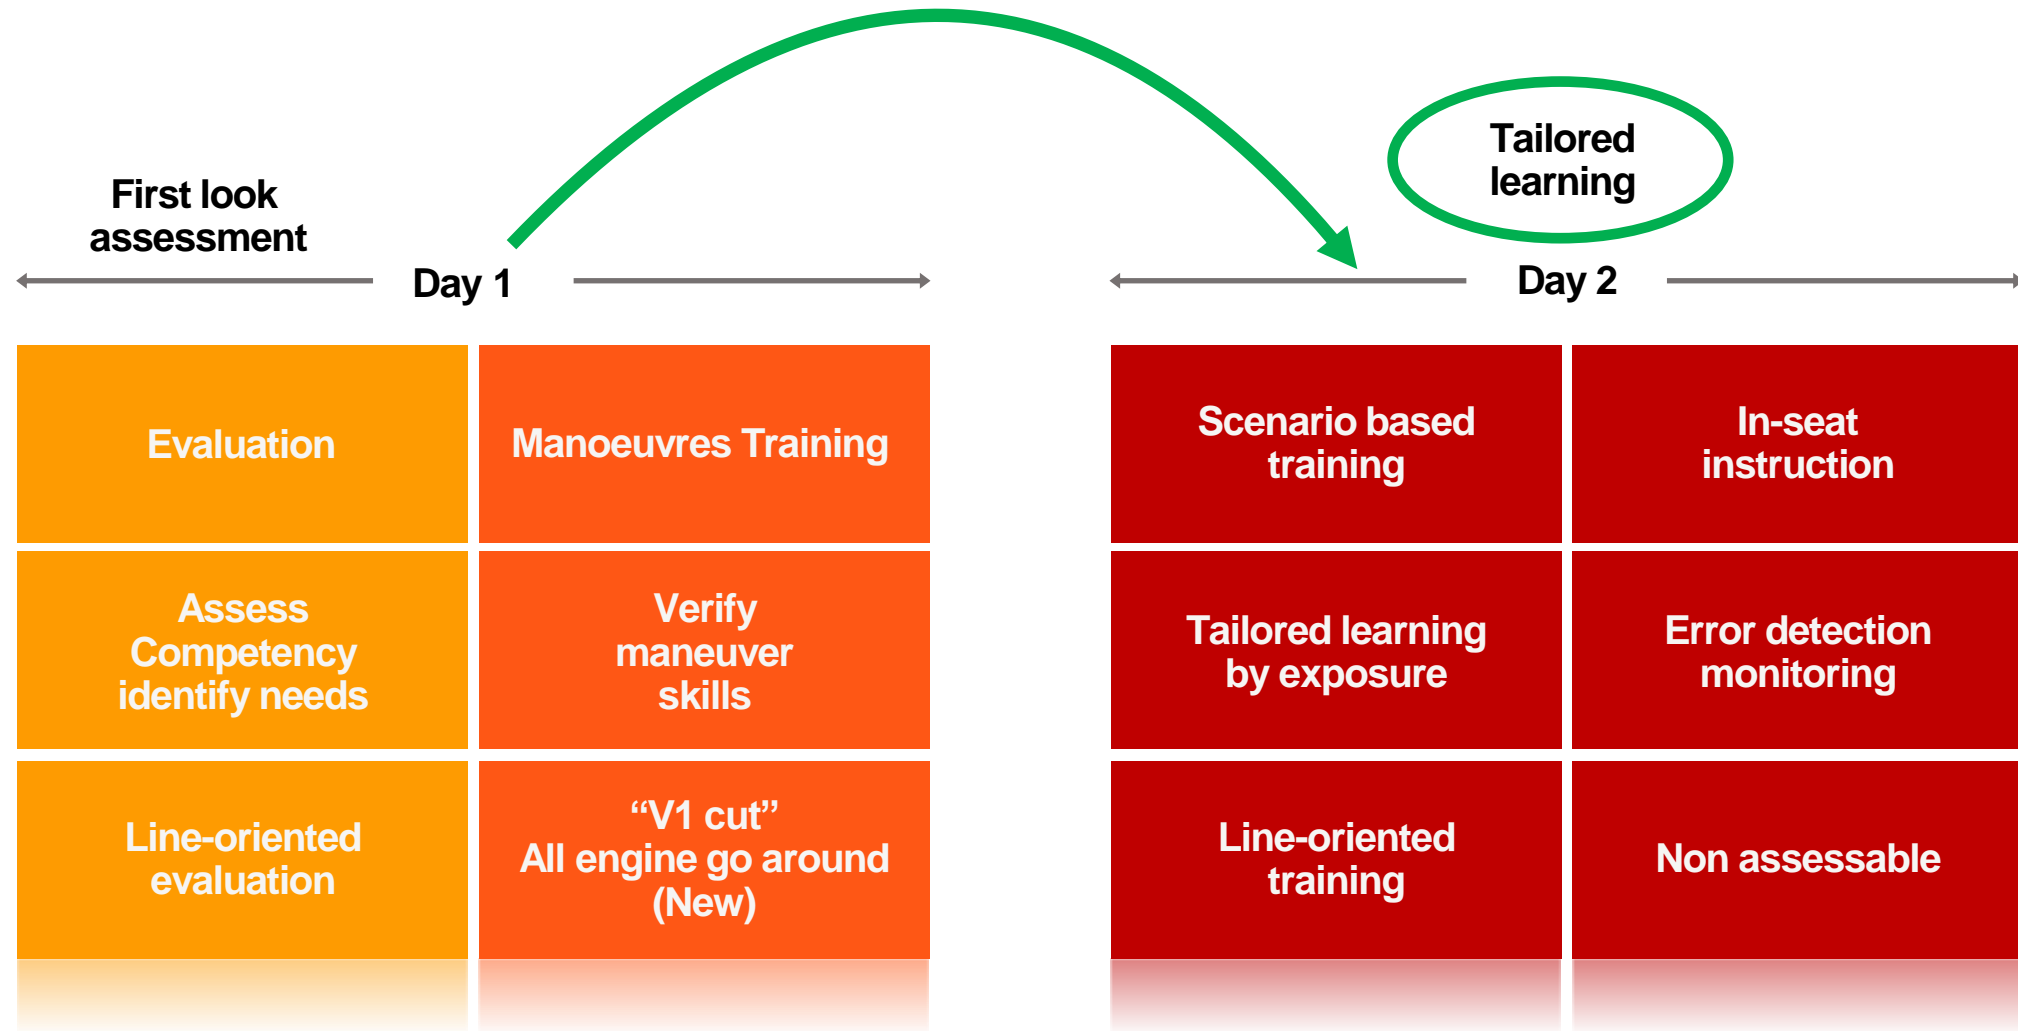 First look
assessment
Day 1
Tailored
learning
Day 2
Evaluation
Manoeuvres Training
Scenario based
training
In-seat
instruction
Assess
Competency
identify needs
Verify
maneuver
skills
Tailored learning
by exposure
Error detection
monitoring
Line-oriented
evaluation
“V1 cut”
All engine go around
(New)
Line-oriented
training
Non assessable